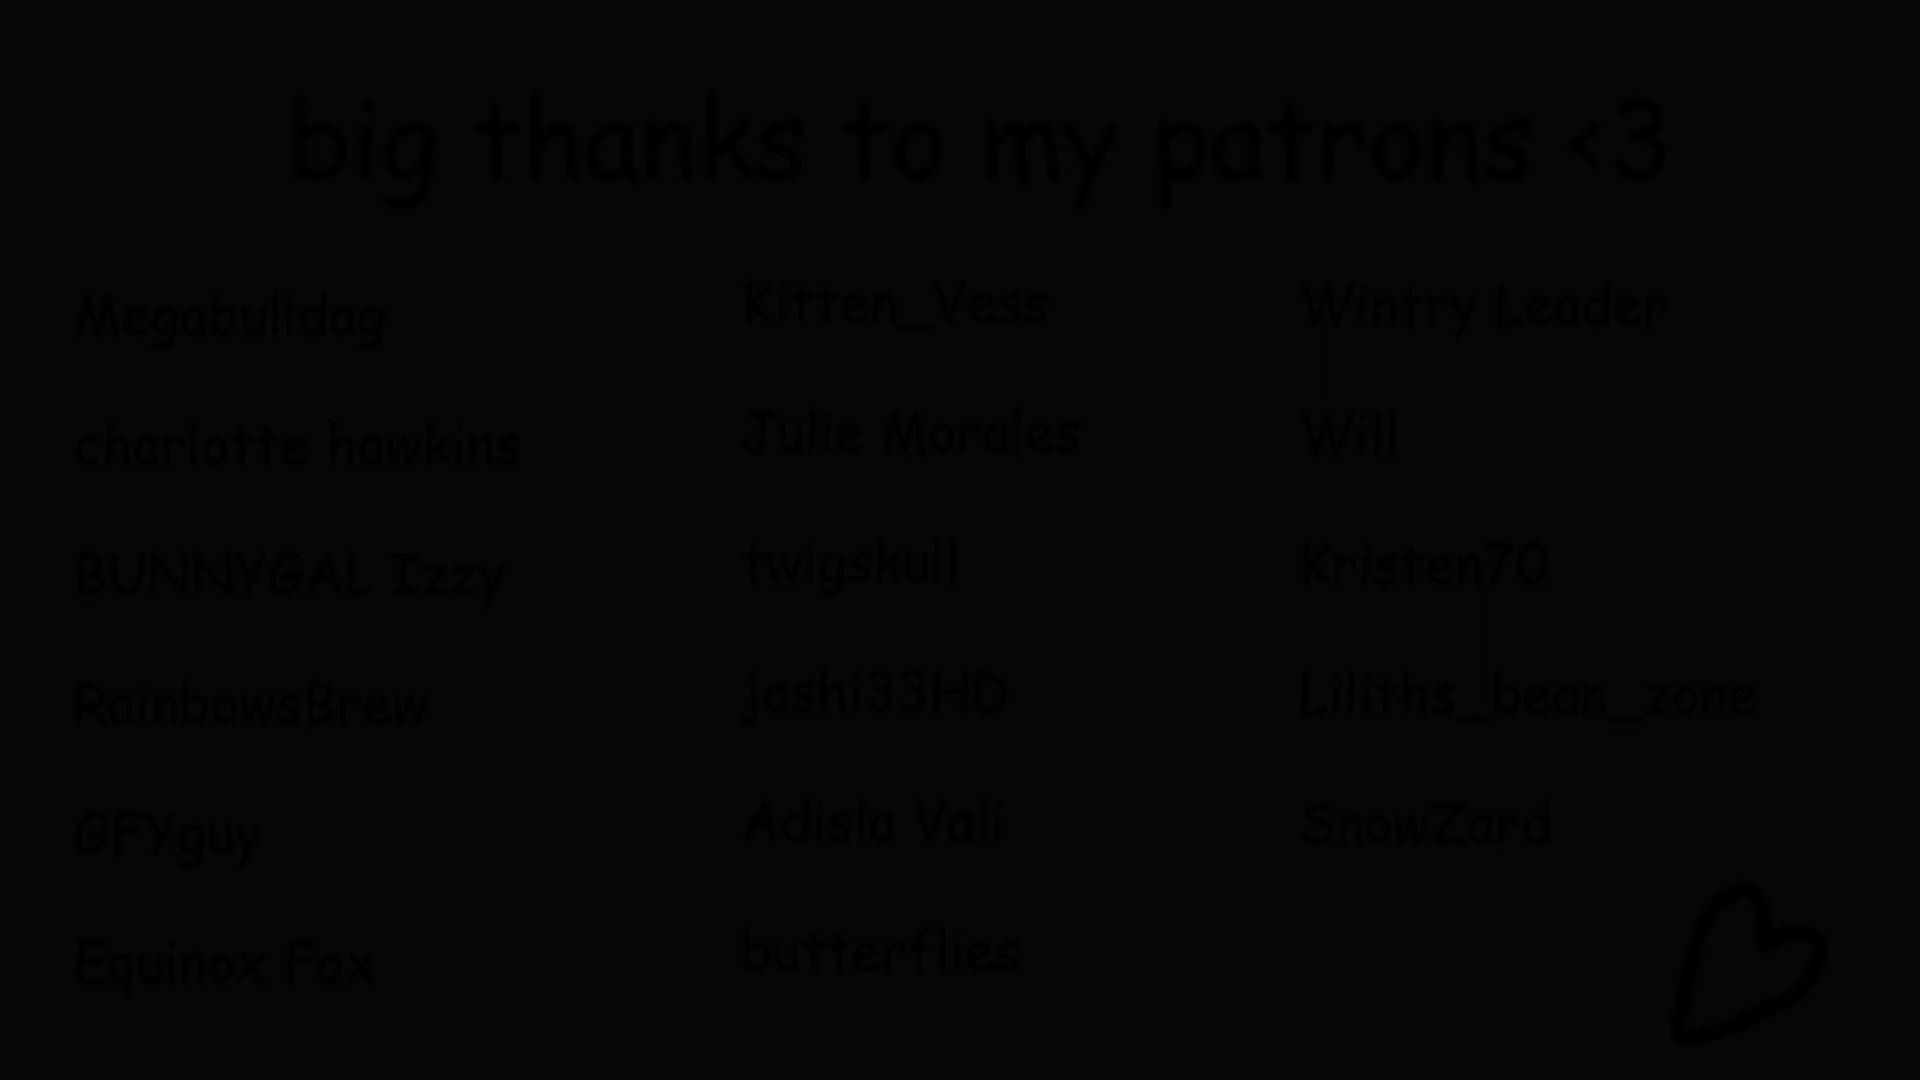 big thanks to my patrons <3
Megabulldog
charlotte hawkins
BUNNYGAL Izzy
RainbowsBrew
GFYguy
Equinox Fox
Kitten_Vess
Julie Morales
twigskull
joshi33HD
Adisla Vali
butterflies
Wintry Leader
Will
Kristen70
Liliths_bean_zone
SnowZard